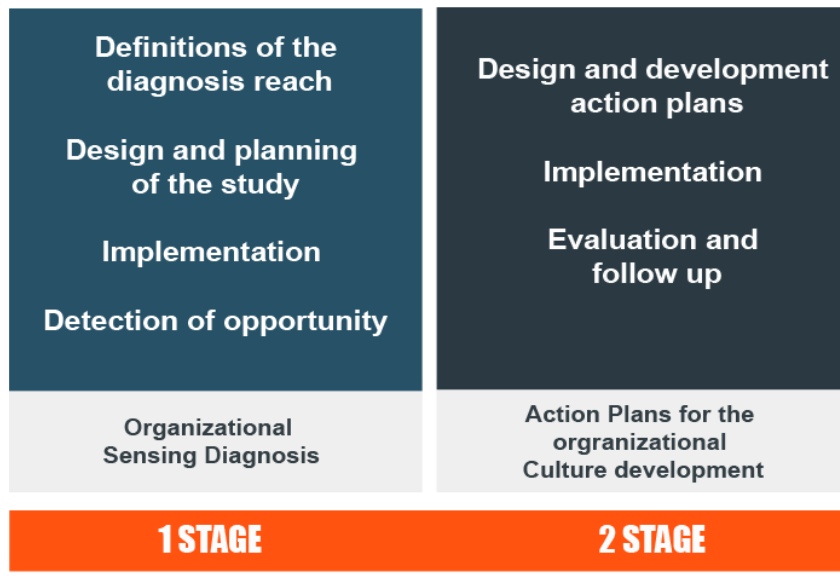 Definitions of the
diagnosis reach
Design and planning
of the study
Implementation
Detection of opportunity
Organizational
Sensing Diagnosis
1 STAGE
Design and development
action plans
Implementation
Evaluation and
follow up
Action Plans for the
orgranizational
Culture development
2 STAGE